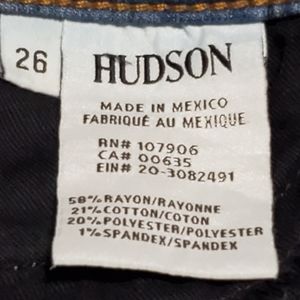 26
HUDSON
MADE IN MEXICO
FABRIQUÉ AU MEXIQUE
RN# 107906
CA# 00635
EIN# 20-3082491
58% RAYON/RAYONNE
21% COTTON/COTON
20% POLYESTER/POLYESTER
1% SPANDEX/SPANDEX